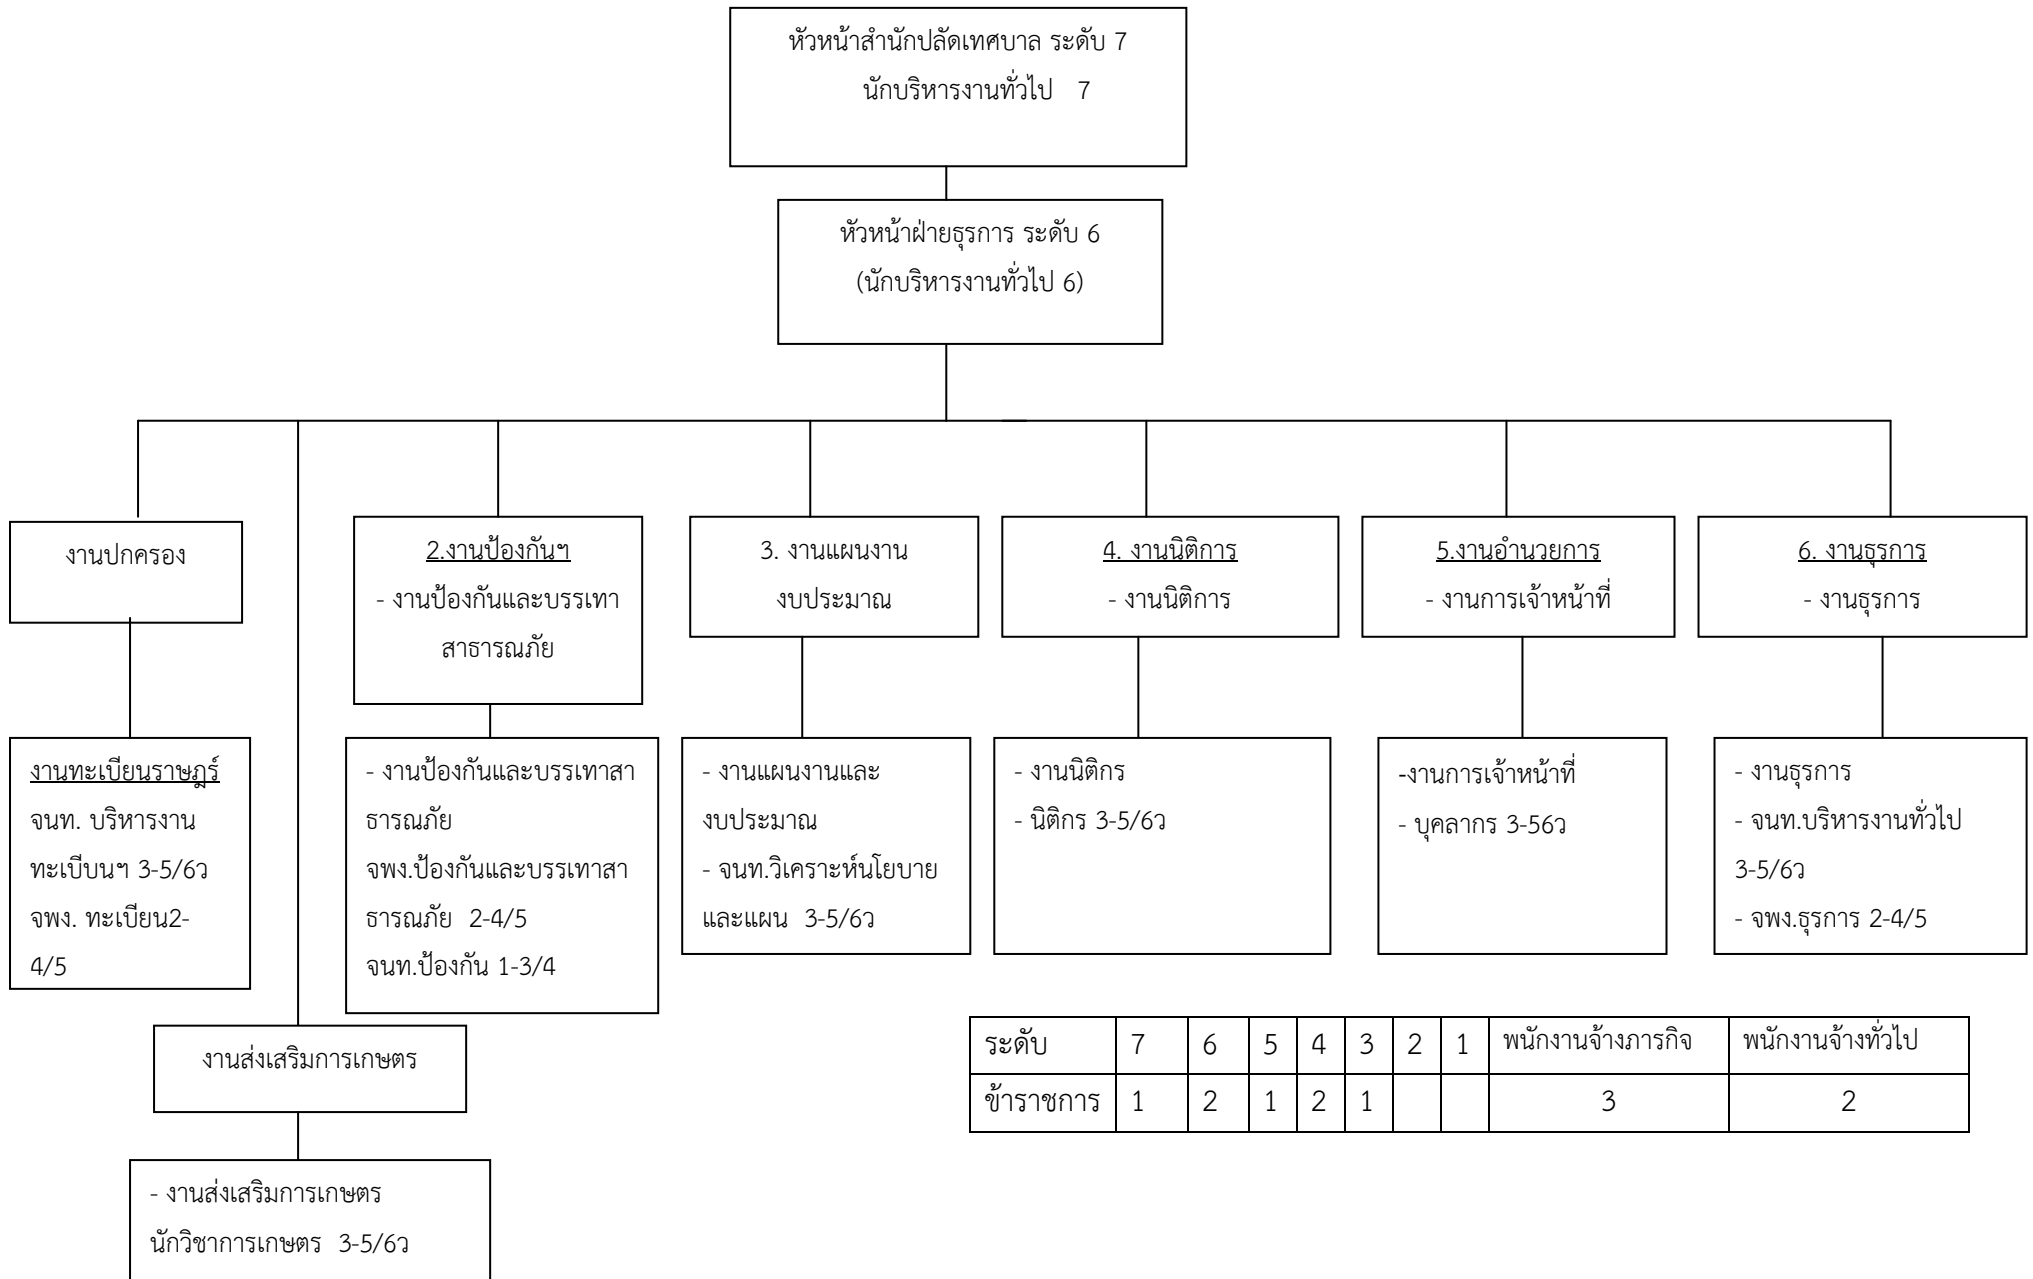 หัวหน้าสำนักปลัดเทศบาล ระดับ 7
นักบริหารงานทั่วไป 7
หัวหน้าฝ่ายธุรการ ระดับ 6
(นักบริหารงานทั่วไป 6)
งานปกครอง
2.งานป้องกันฯ
- งานป้องกันและบรรเทา
สาธารณภัย
3. งานแผนงาน
งบประมาณ
4. งานนิติการ
- งานนิติการ
5.งานอำนวยการ
- งานการเจ้าหน้าที่
6. งานธุรการ
- งานธุรการ
งานทะเบียนราษฎร์
จนท. บริหารงาน
ทะเบีบนฯ 3-5/6ว
จพง. ทะเบียน2-
4/5
- งานป้องกันและบรรเทาสา
ธารณภัย
จพง.ป้องกันและบรรเทาสา
ธารณภัย 2-4/5
จนท.ป้องกัน 1-3/4
- งานแผนงานและ
งบประมาณ
- จนท.วิเคราะห์นโยบาย
และแผน 3-5/6ว
- งานนิติกร
- นิติกร 3-5/6ว
-งานการเจ้าหน้าที่
- บุคลากร 3-56ว
- งานธุรการ
- จนท.บริหารงานทั่วไป
3-5/6ว
- จพง.ธุรการ 2-4/5
งานส่งเสริมการเกษตร
- งานส่งเสริมการเกษตร
นักวิชาการเกษตร 3-5/6ว
ระดับ 7 6 5 4 3 2 1 พนักงานจ้างภารกิจ พนักงานจ้างทั่วไป
ข้าราชการ 1 2 1 2 1 3 2